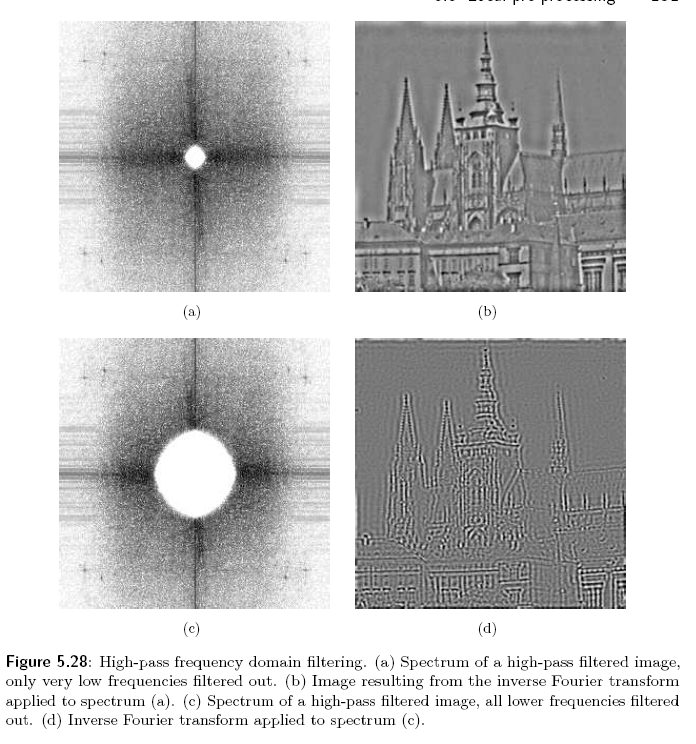 (a)
(b)
(c)
(d)
Figure 5.28: High-pass frequency domain filtering. (a) Spectrum of a high-pass filtered image,
only very low frequencies filtered out. (b) Image resulting from the inverse Fourier transform
applied to spectrum (a). (c) Spectrum of a high-pass filtered image, all lower frequencies filtered
out. (d) Inverse Fourier transform applied to spectrum (c).